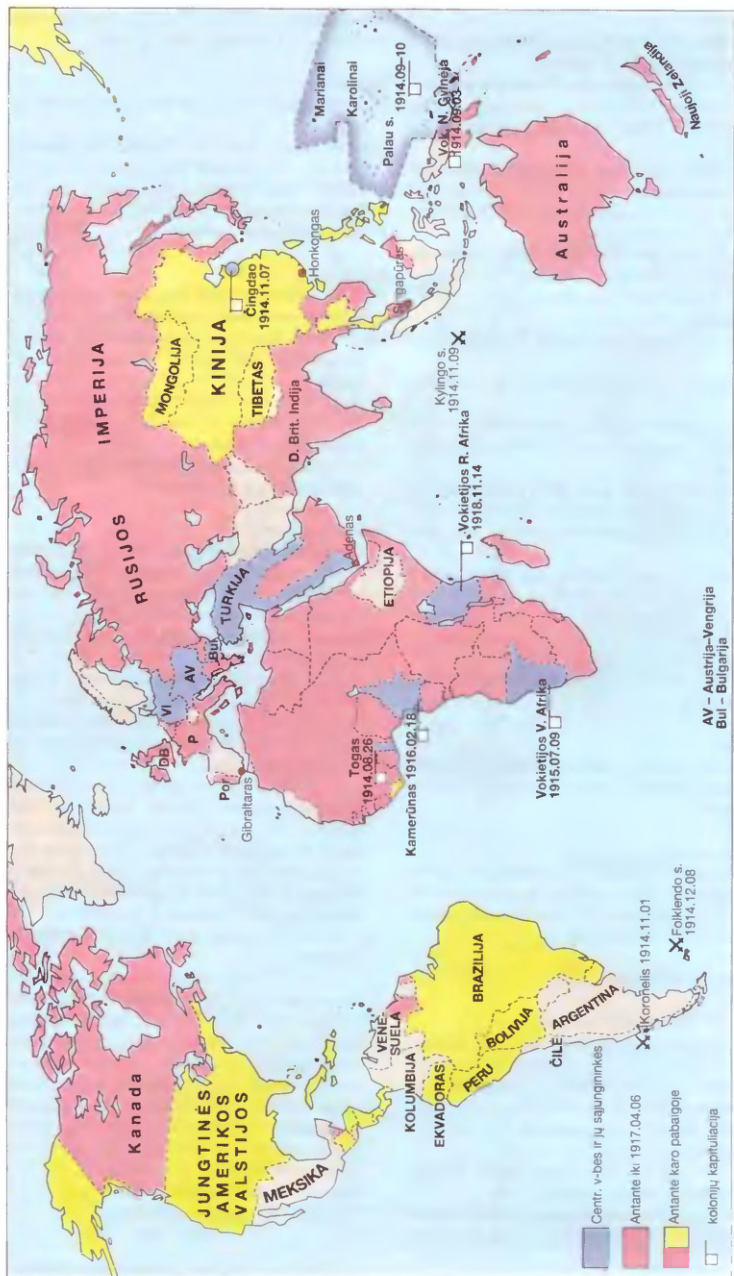 Kanada
JUNGTINĖS
AMERIKOS
VALSTIJOS
MEKSIKA
VENE-
SUELA
KOLUMBIJA
EKVADORAS
PERU
BRAZILIJA
BOLIVIJA
ČILĖ
ARGENTINA
Koronelis 1914.11.01
Folklendo s.
1914.12.08
DB
P
Po
VI
AV
Bul
Gibraltaras
RUSIJOS
IMPERIJA
TURKIJA
Adenas
ETIOPIJA
Togas
1914.08.26
Kamerūnas 1916.02.18
Vokietijos V. Afrika
1915.07.09
Vokietijos R. Afrika
1918.11.14
MONGOLIJA
KINIJA
TIBETAS
D. Brit. Indija
Čingdao
1914.11.07
Honkongas
Singapūras
Kylingo s.
1914.11.09
Marianai
Karolinai
Palau s.
1914.09–10
Vok. N. Gvinėja
1914.09.03
Australija
Naujoji Zelandija
Centr. v-bės ir jų sąjungininkės
Antantė iki 1917.04.06
Antantė karo pabaigoje
kolonijų kapituliacija
AV – Austrija–Vengrija
Bul – Bulgarija